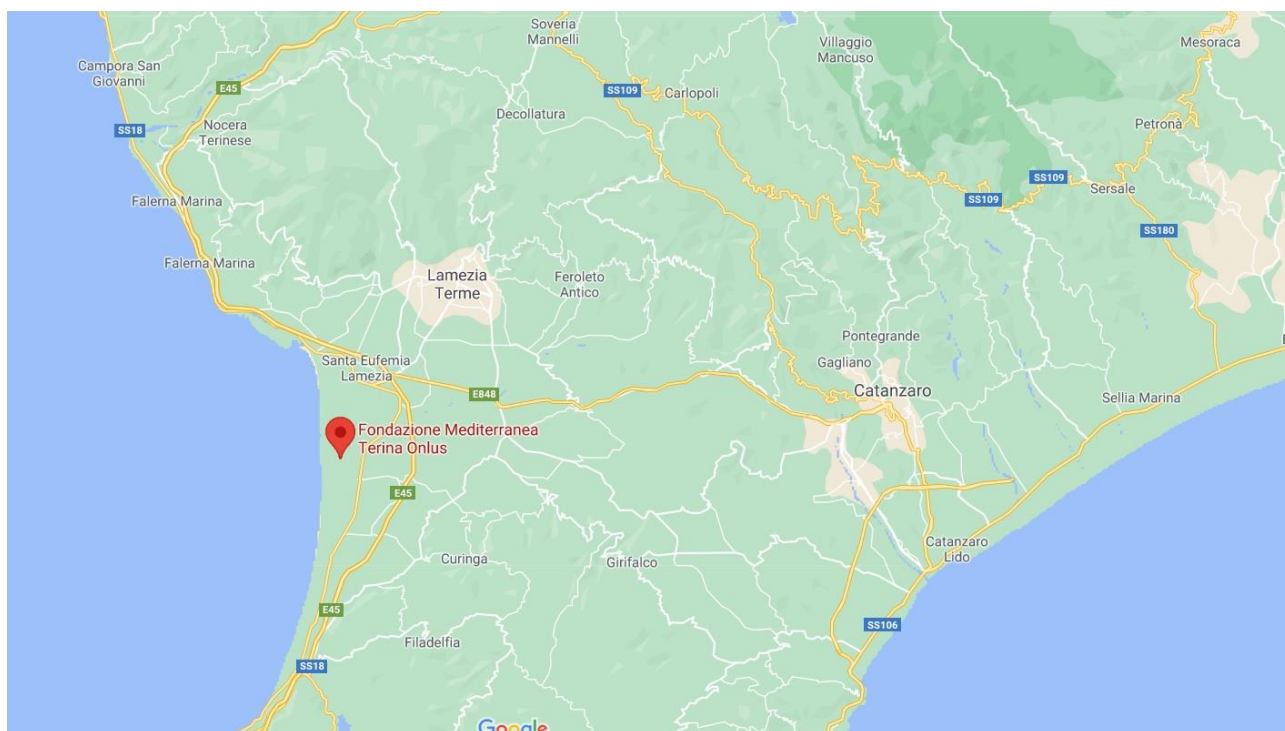 Soveria
Mannelli
Villaggio
Mancuso
Mesoraca
Campora San
Giovanni
E45
SS109
Carlopoli
Decollatura
SS18
Nocera
Terinese
Petronà
SS109
SS109
Sersale
Falerna Marina
SS180
Falerna Marina
Lamezia
Terme
Feroleto
Antico
Pontegrande
Gagliano
Santa Eufemia
Lamezia
E848
Catanzaro
Sellia Marina
Fondazione Mediterranea
Terina Onlus
E45
Catanzaro
Lido
Curinga
Girifalco
E45
SS106
Filadelfia
SS18
Google